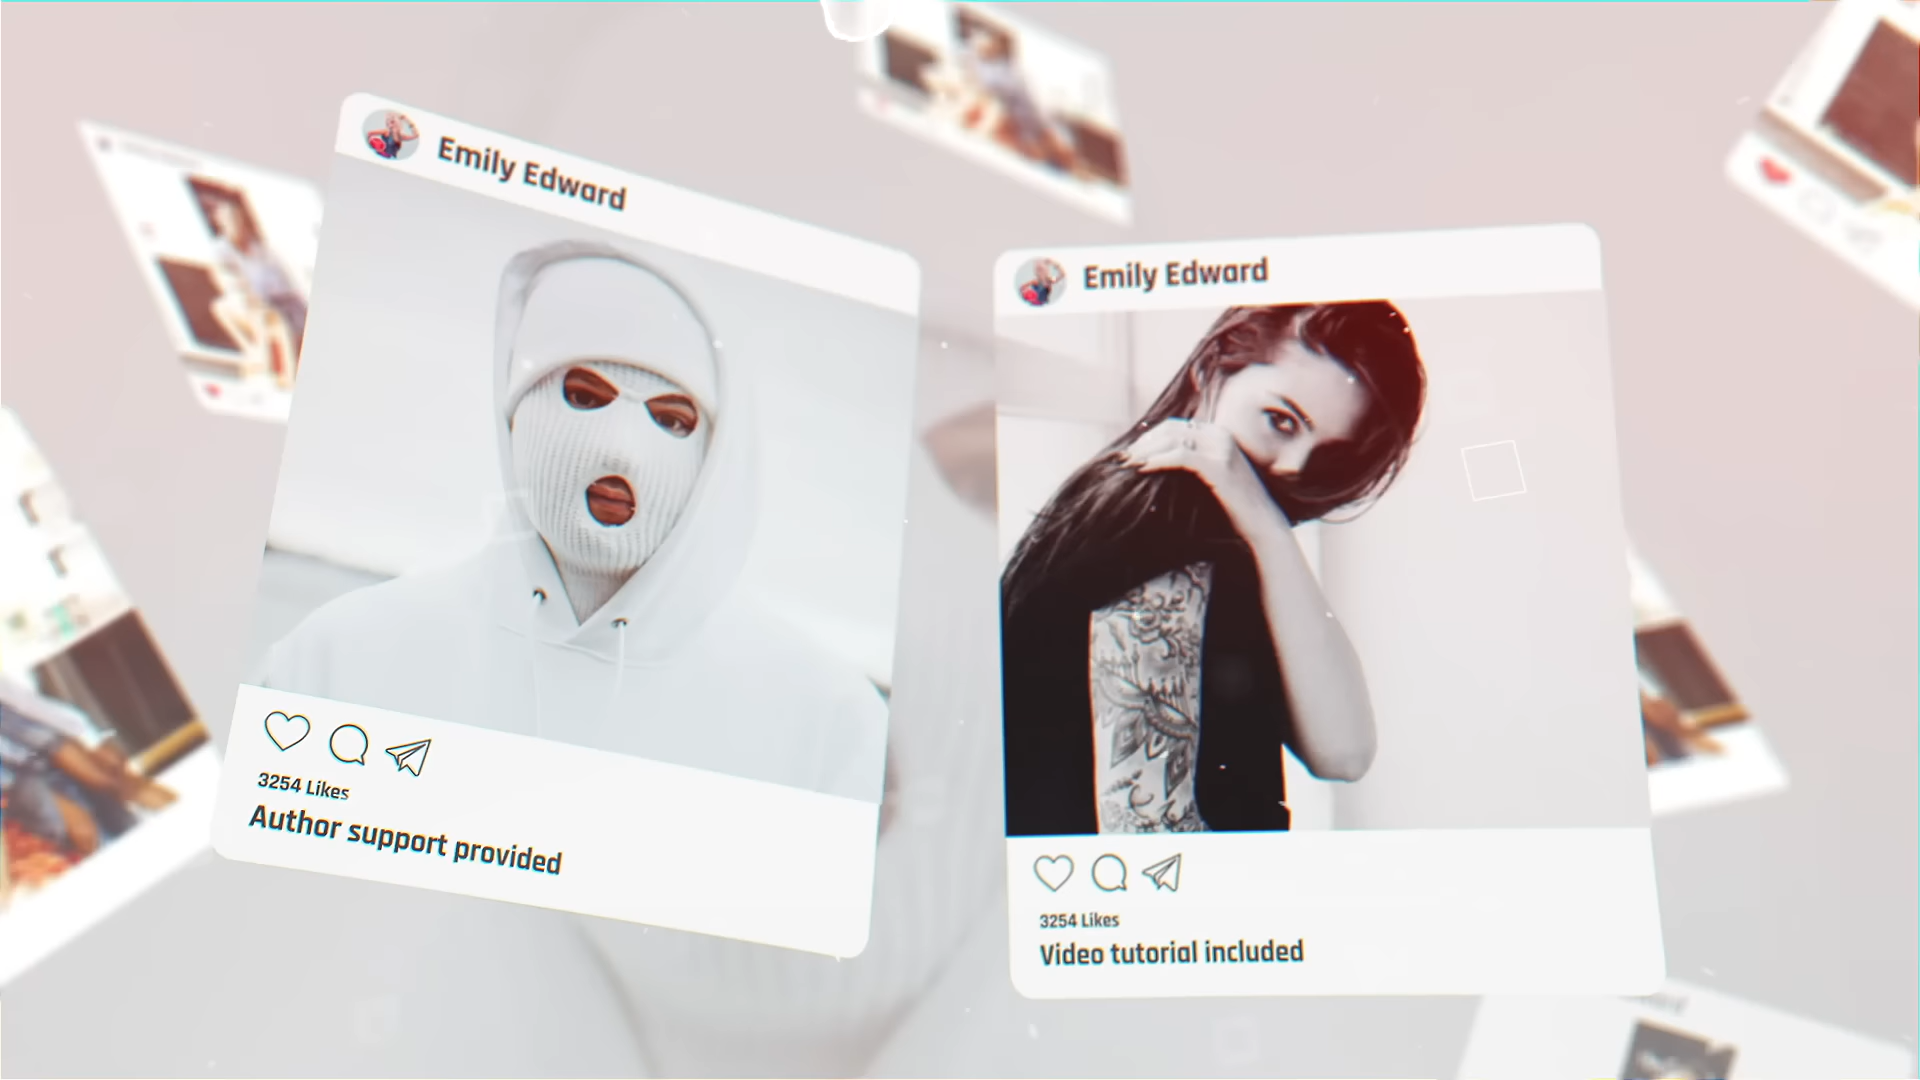 Emily Edward
3254 Likes
Author support provided
Emily Edward
3254 Likes
Video tutorial included